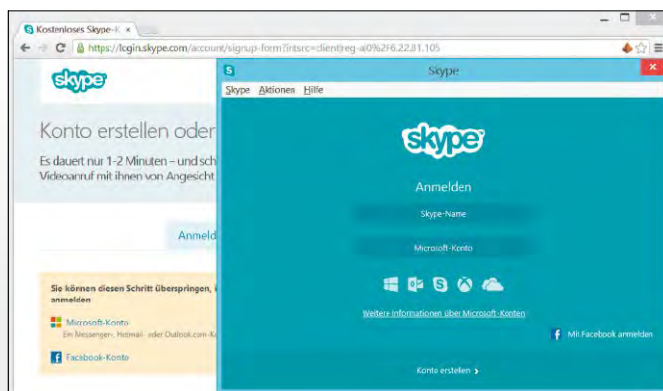 Kostenloses Skype-K
https://login.skype.com/account/signup-form?intsrc=client|reg-a|0%2F6.22.81.105
skype
Konto erstellen oder
Es dauert nur 1-2 Minuten – und sch
Videoanruf mit ihnen von Angesicht
Anmeld
Sie können diesen Schritt überspringen,
anmelden
Microsoft-Konto
Ein Messenger-, Hotmail- oder Outlook.com-K
Facebook-Konto
Skype
Skype Aktionen Hilfe
skype
Anmelden
Skype-Name
Microsoft-Konto
Weitere Informationen über Microsoft-Konten
Mit Facebook anmelden
Konto erstellen